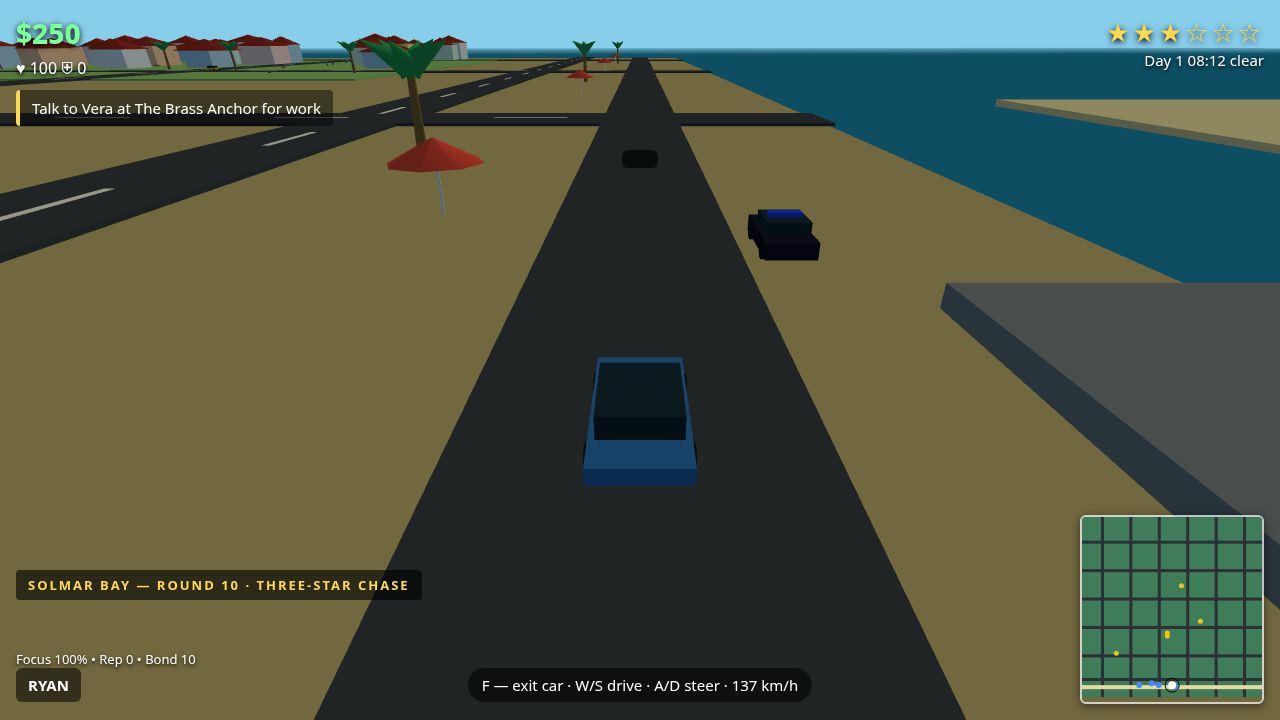 $250
♥ 100 ⛨ 0
Talk to Vera at The Brass Anchor for work
★ ★ ★ ☆ ☆ ☆
Day 1 08:12 clear
SOLMAR BAY — ROUND 10 · THREE-STAR CHASE
Focus 100% • Rep 0 • Bond 10
RYAN
F — exit car · W/S drive · A/D steer · 137 km/h